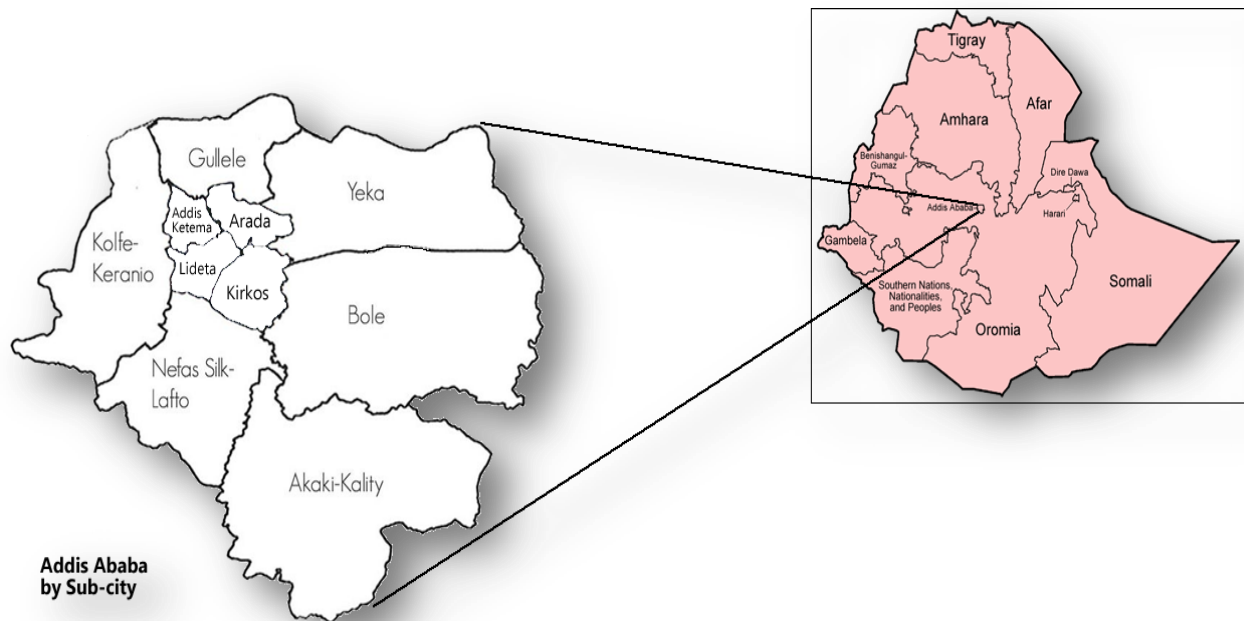 Gullele
Yeka
Addis
Ketema
Arada
Kolfe-
Keranio
Lideta
Kirkos
Bole
Nefas Silk-
Lafto
Akaki-Kality
Addis Ababa
by Sub-city
Tigray
Afar
Amhara
Benishangul-
Gumaz
Dire Dawa
Addis Ababa
Harari
Gambela
Somali
Southern Nations,
Nationalities,
and Peoples
Oromia